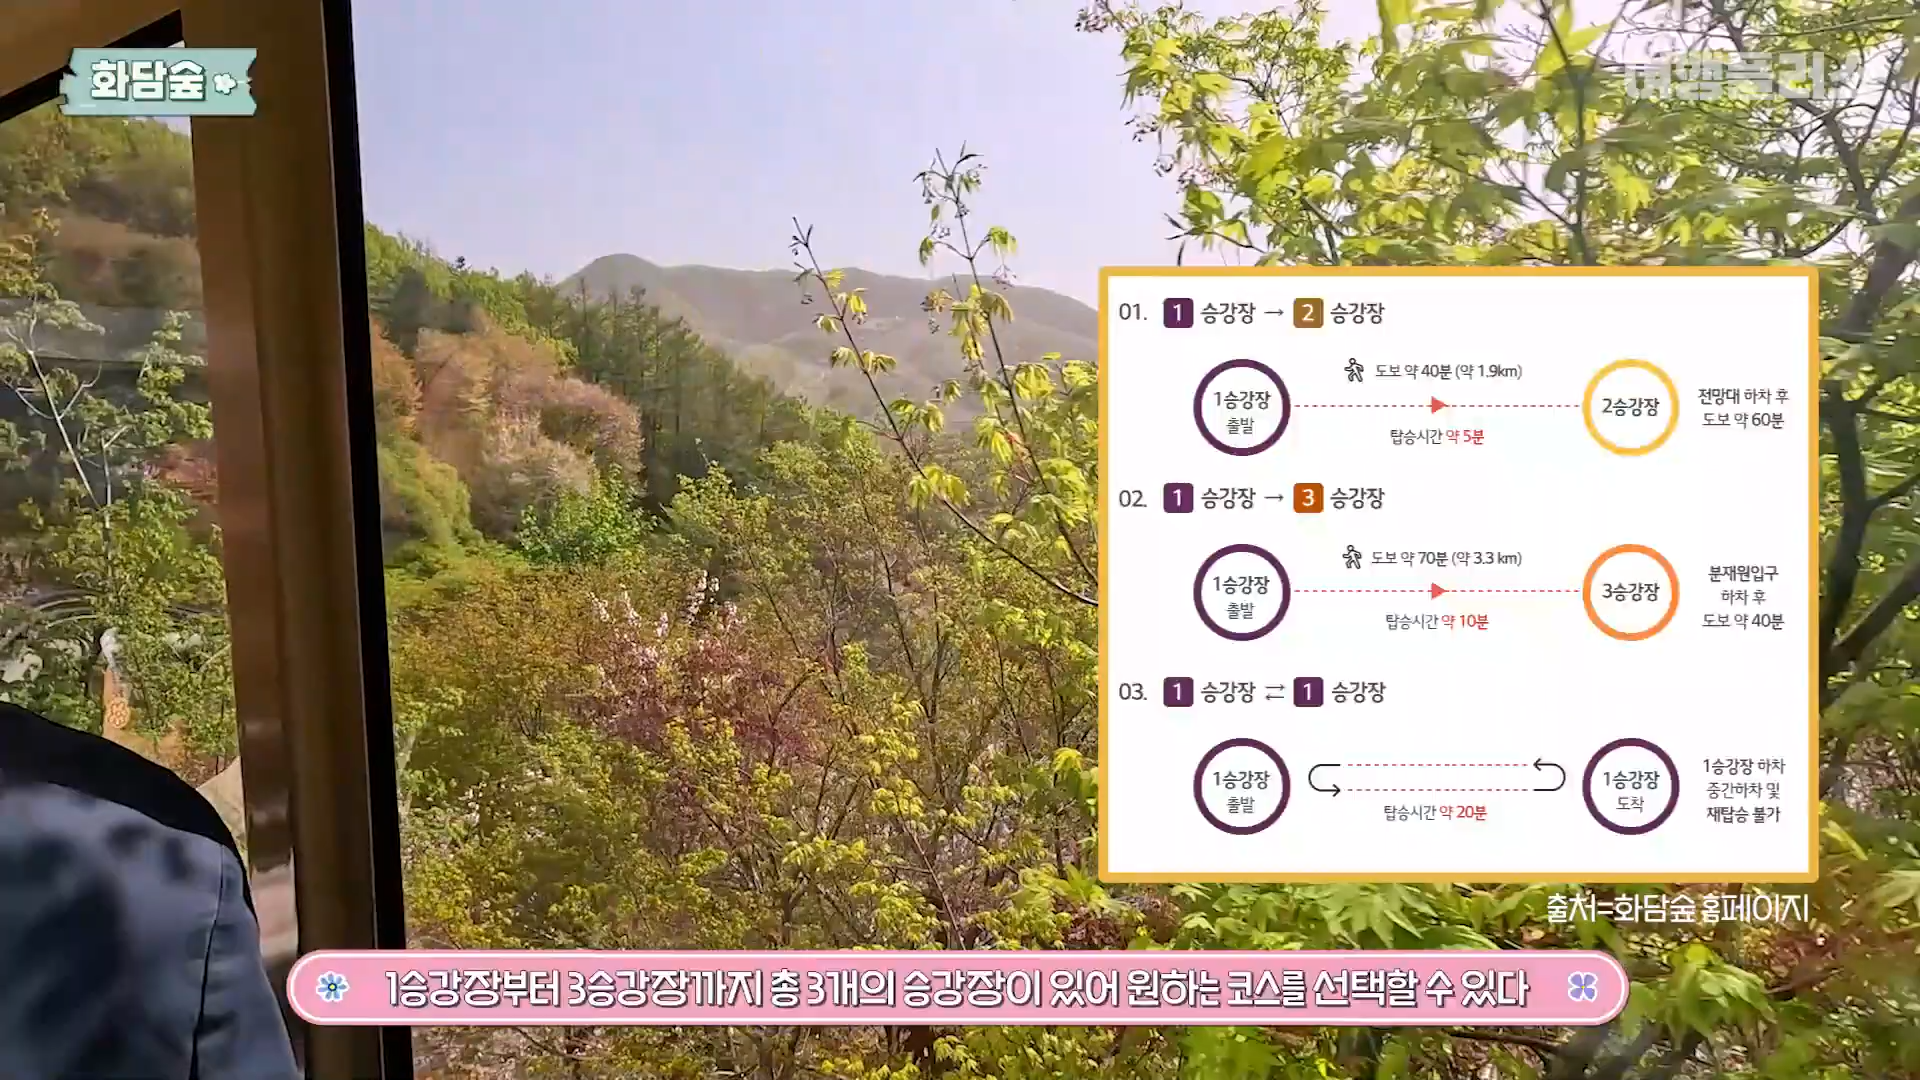 화담숲
여행플러스
01. 1 승강장 → 2 승강장
도보 약 40분 (약 1.9km)
1승강장
출발
2승강장
탑승시간 약 5분
전망대 하차 후
도보 약 60분
02. 1 승강장 → 3 승강장
도보 약 70분 (약 3.3 km)
1승강장
출발
3승강장
탑승시간 약 10분
분재원입구
하차 후
도보 약 40분
03. 1 승강장 ⇄ 1 승강장
1승강장
출발
탑승시간 약 20분
1승강장
도착
1승강장 하차
중간하차 및
재탑승 불가
출처=화담숲 홈페이지
1승강장부터 3승강장까지 총 3개의 승강장이 있어 원하는 코스를 선택할 수 있다